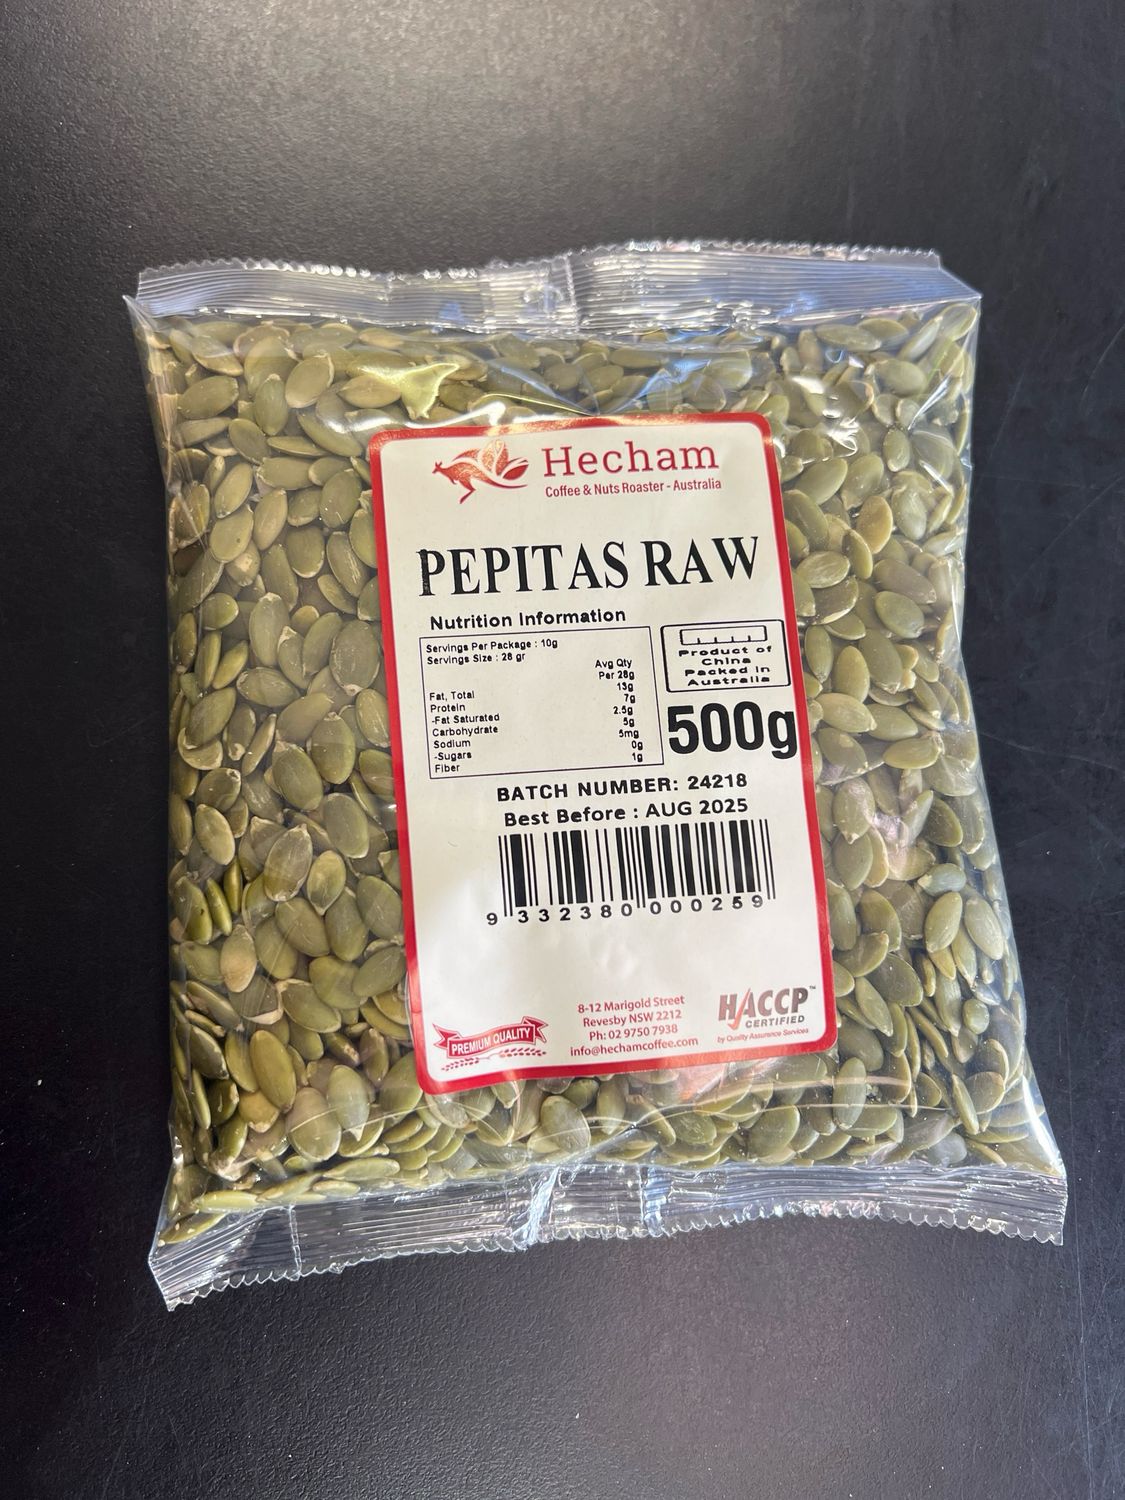 Hecham
Coffee & Nuts Roaster - Australia
PEPITAS RAW
Nutrition Information
Servings Per Package : 10g
Servings Size : 28 gr
Avg Qty
Per 28g
Fat, Total 13g
Protein 7g
-Fat Saturated 2.5g
Carbohydrate 5g
Sodium 5mg
-Sugars 0g
Fiber 1g
Product of
China
Packed in
Australia
500g
BATCH NUMBER: 24218
Best Before : AUG 2025
9 332380 000259
PREMIUM QUALITY
8-12 Marigold Street
Revesby NSW 2212
Ph: 02 9750 7938
info@hechamcoffee.com
HACCP™
CERTIFIED
by Quality Assurance Services